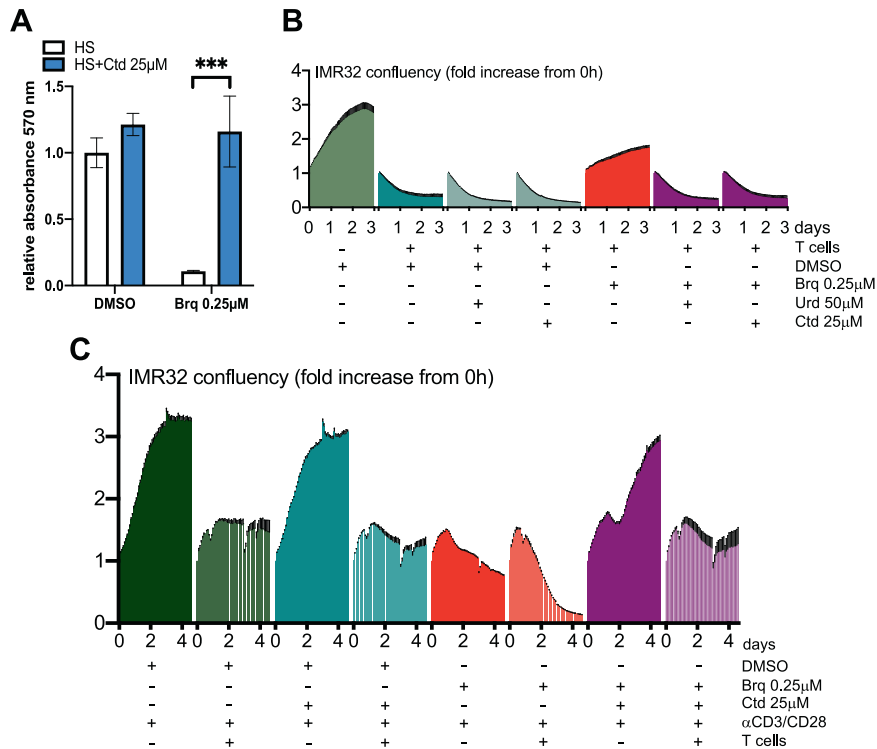 A
HS
HS+Ctd 25μM
***
relative absorbance 570 nm
1.5
1.0
0.5
0.0
DMSO Brq 0.25μM
B
IMR32 confluency (fold increase from 0h)
4
3
2
1
0
0 1 2 3 1 2 3 1 2 3 1 2 3 1 2 3 1 2 3 1 2 3 days
- + + + + + + T cells
+ + + + - - - DMSO
- - - - + + + Brq 0.25μM
- - + - - + - Urd 50μM
- - - + - - + Ctd 25μM
C
IMR32 confluency (fold increase from 0h)
4
3
2
1
0
0 2 4 0 2 4 0 2 4 0 2 4 0 2 4 0 2 4 0 2 4 0 2 4 days
+ + + + - - - - DMSO
- - - - + + + + Brq 0.25μM
- - + + - - + + Ctd 25μM
+ + + + + + + + αCD3/CD28
- + - + - + - + T cells